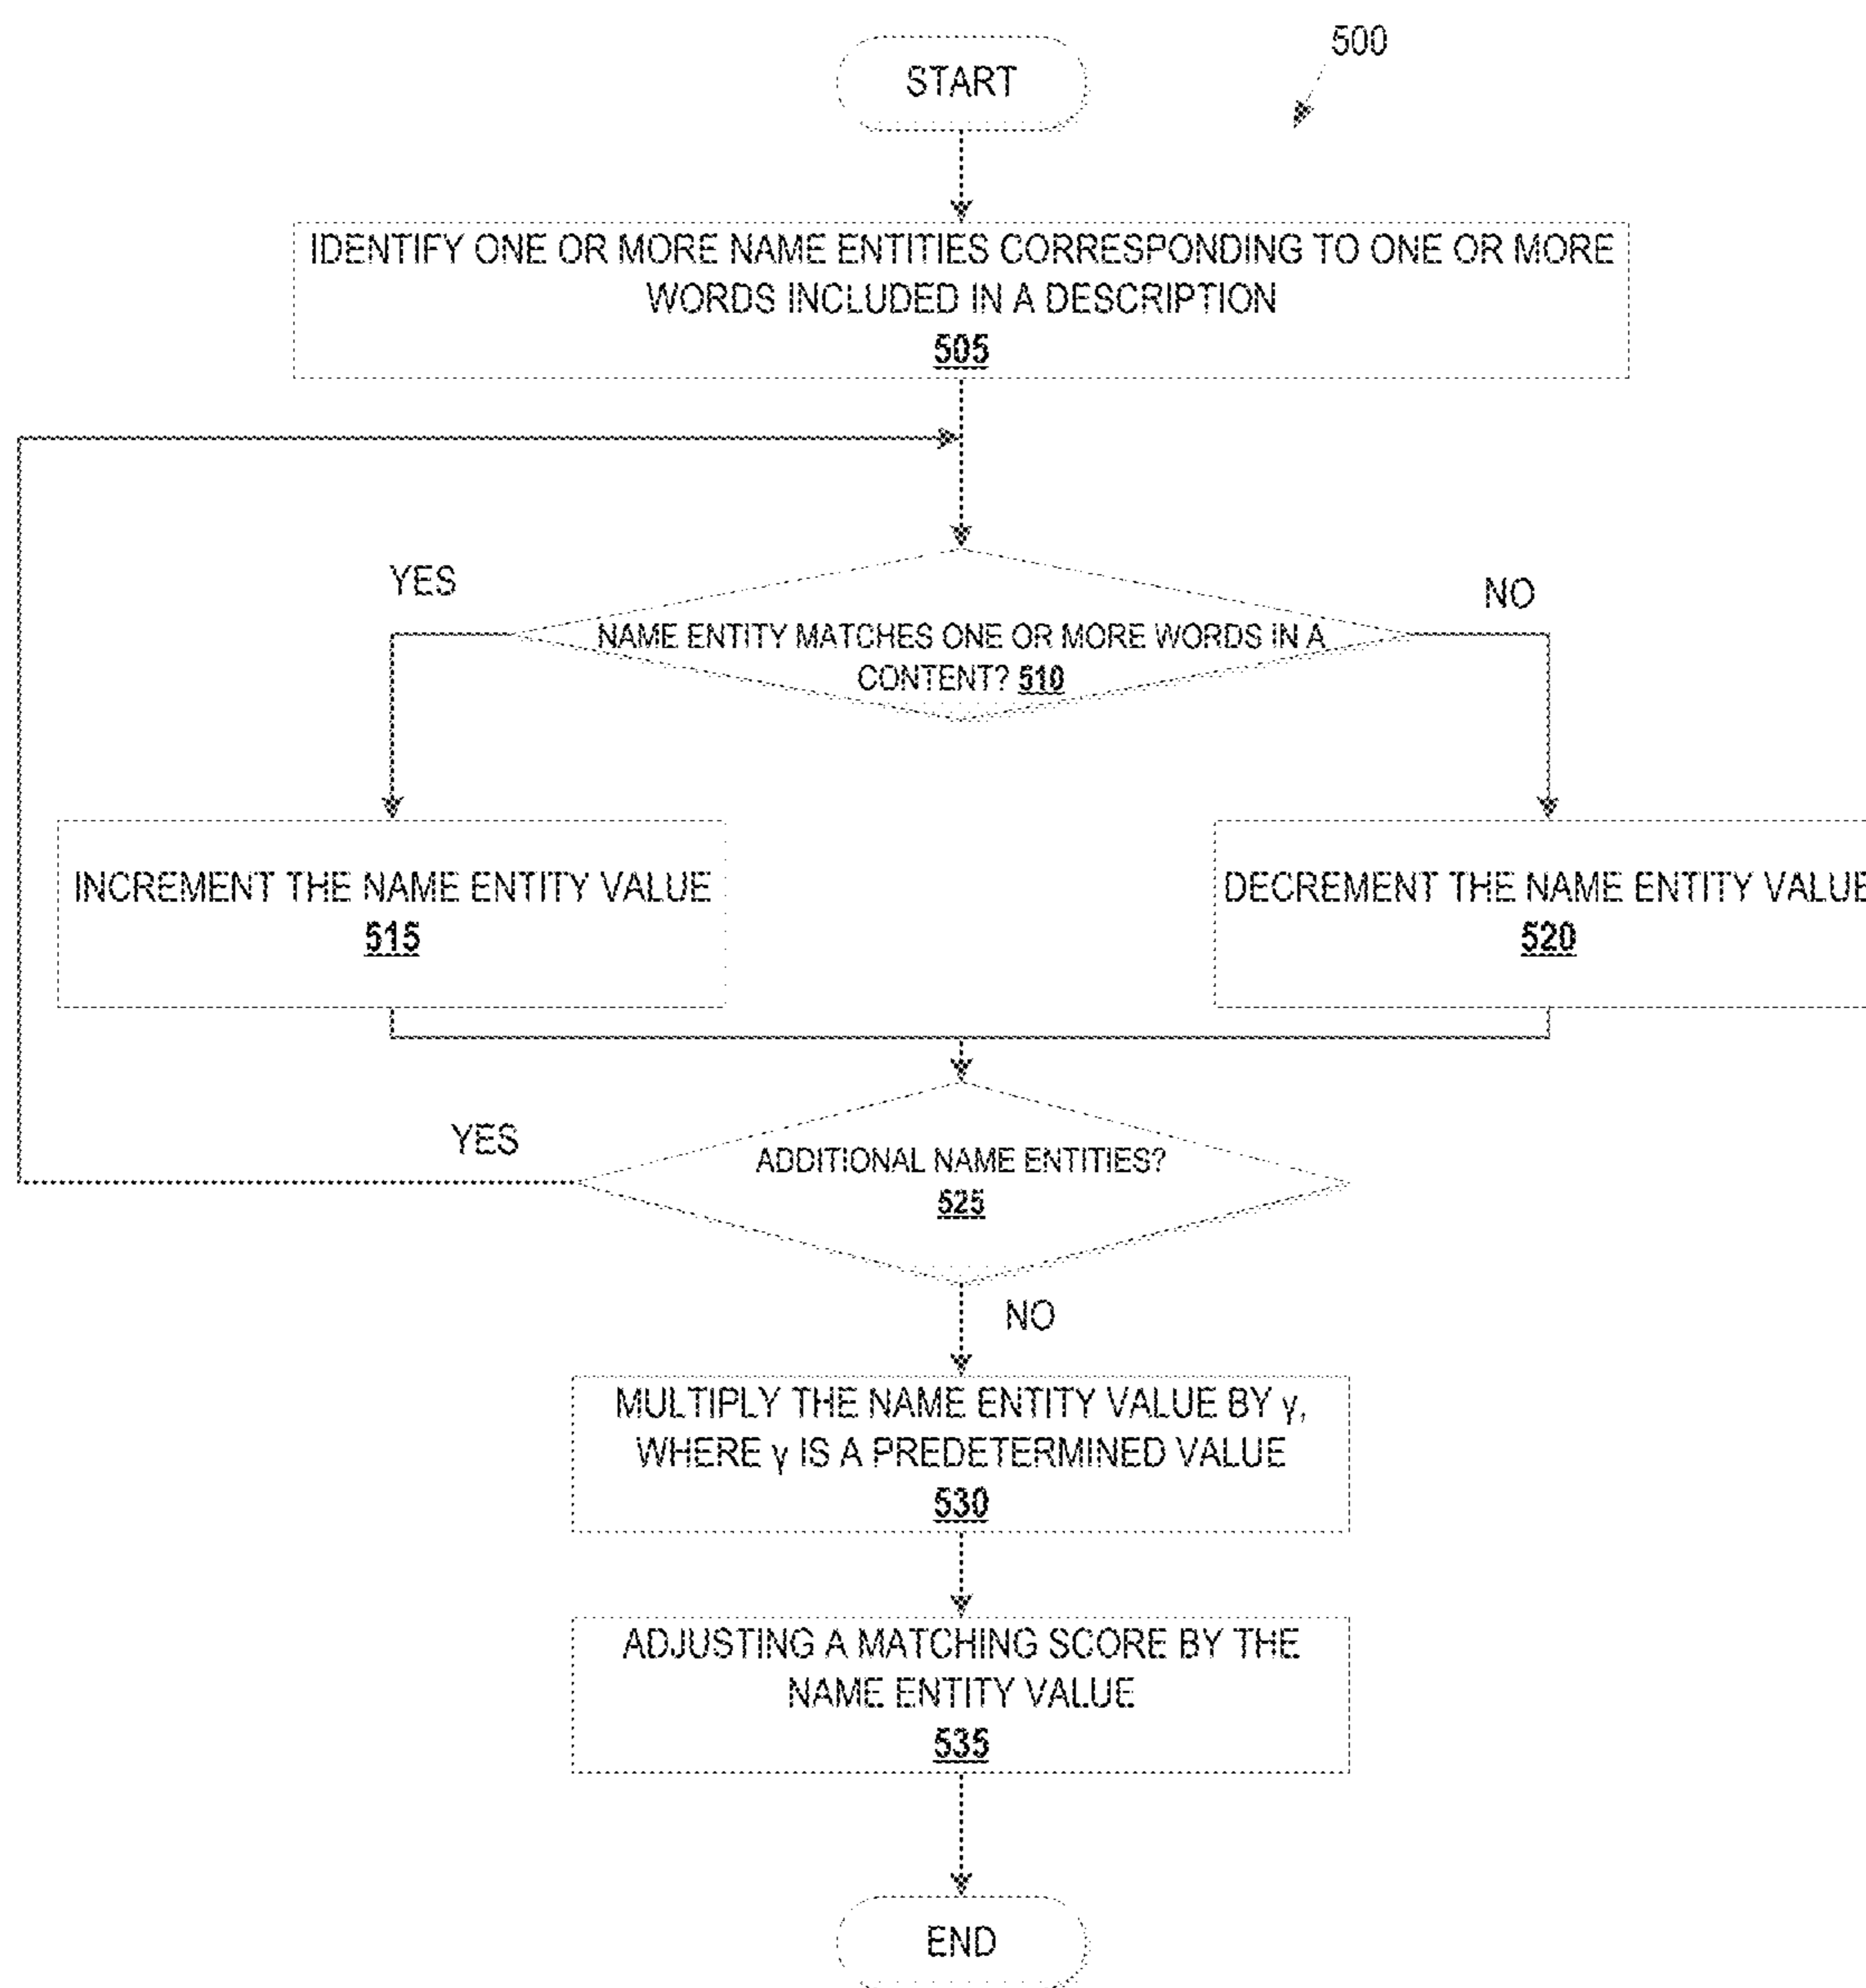 500
START
IDENTIFY ONE OR MORE NAME ENTITIES CORRESPONDING TO ONE OR MORE
WORDS INCLUDED IN A DESCRIPTION
505
YES
NO
NAME ENTITY MATCHES ONE OR MORE WORDS IN A
CONTENT? 510
INCREMENT THE NAME ENTITY VALUE
515
DECREMENT THE NAME ENTITY VALUE
520
YES
ADDITIONAL NAME ENTITIES?
525
NO
MULTIPLY THE NAME ENTITY VALUE BY γ,
WHERE γ IS A PREDETERMINED VALUE
530
ADJUSTING A MATCHING SCORE BY THE
NAME ENTITY VALUE
535
END